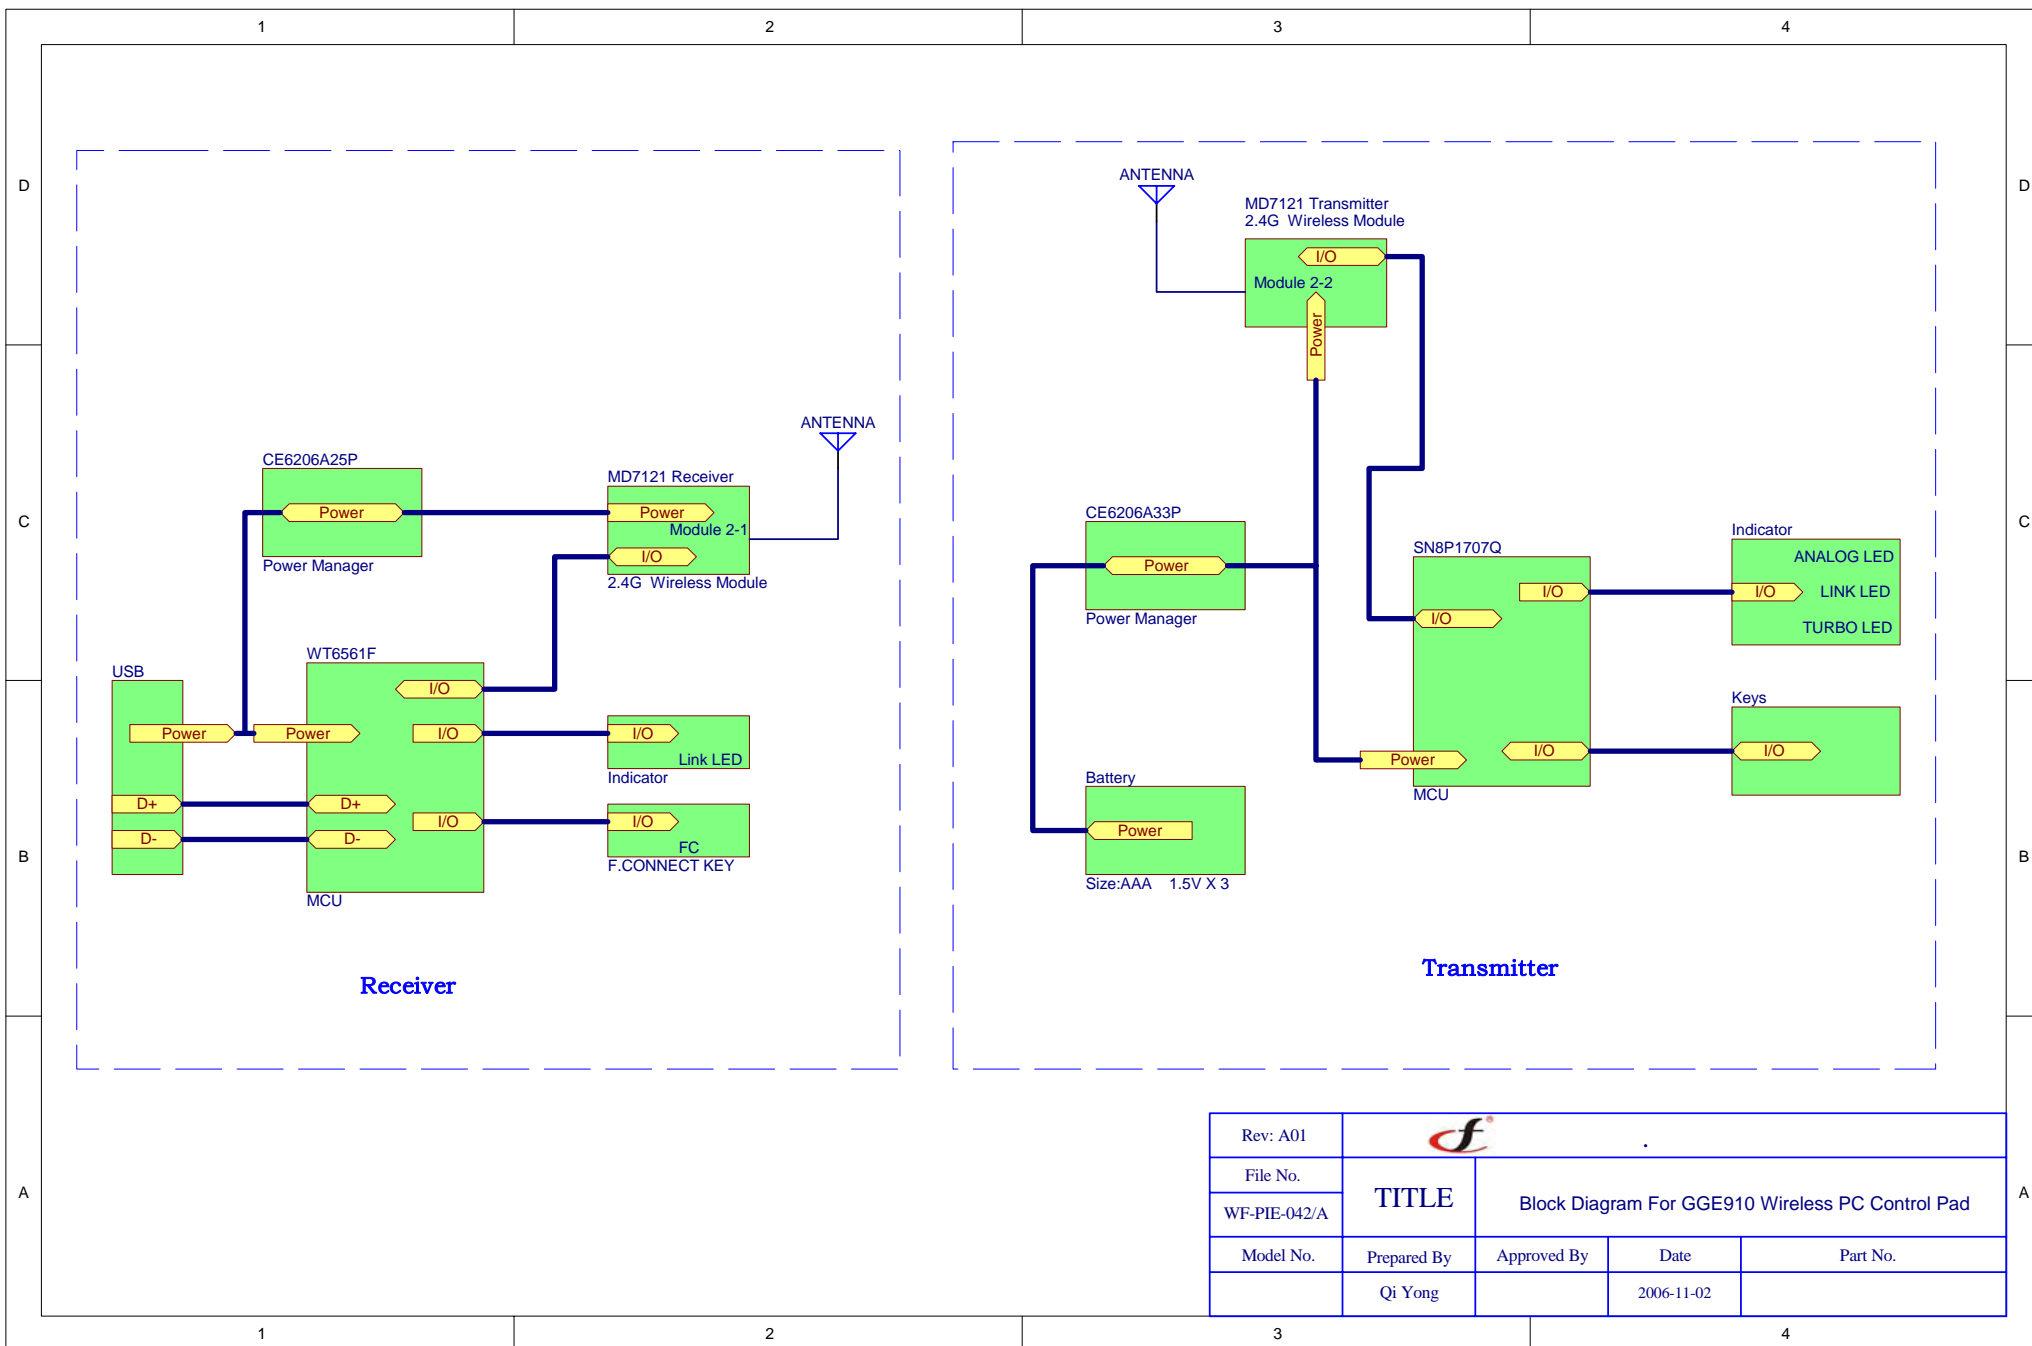 1 2 3 4
D D
C C
B B
A A
CE6206A25P
Power
Power Manager
ANTENNA
MD7121 Receiver
Power
Module 2-1
I/O
2.4G  Wireless Module
USB
Power
D+
D-
WT6561F
I/O
Power
I/O
D+
I/O
D-
MCU
I/O
Link LED
Indicator
I/O
FC
F.CONNECT KEY
Receiver
ANTENNA
MD7121 Transmitter
2.4G  Wireless Module
I/O
Module 2-2
Power
CE6206A33P
Power
Power Manager
Battery
Power
Size:AAA    1.5V X 3
SN8P1707Q
I/O
I/O
I/O
Power
MCU
Indicator
ANALOG LED
I/O
LINK LED
TURBO LED
Keys
I/O
Transmitter
Rev: A01
cf®
.
File No.
WF-PIE-042/A
TITLE
Block Diagram For GGE910 Wireless PC Control Pad
Model No. Prepared By Approved By Date Part No.
Qi Yong 2006-11-02
1 2 3 4